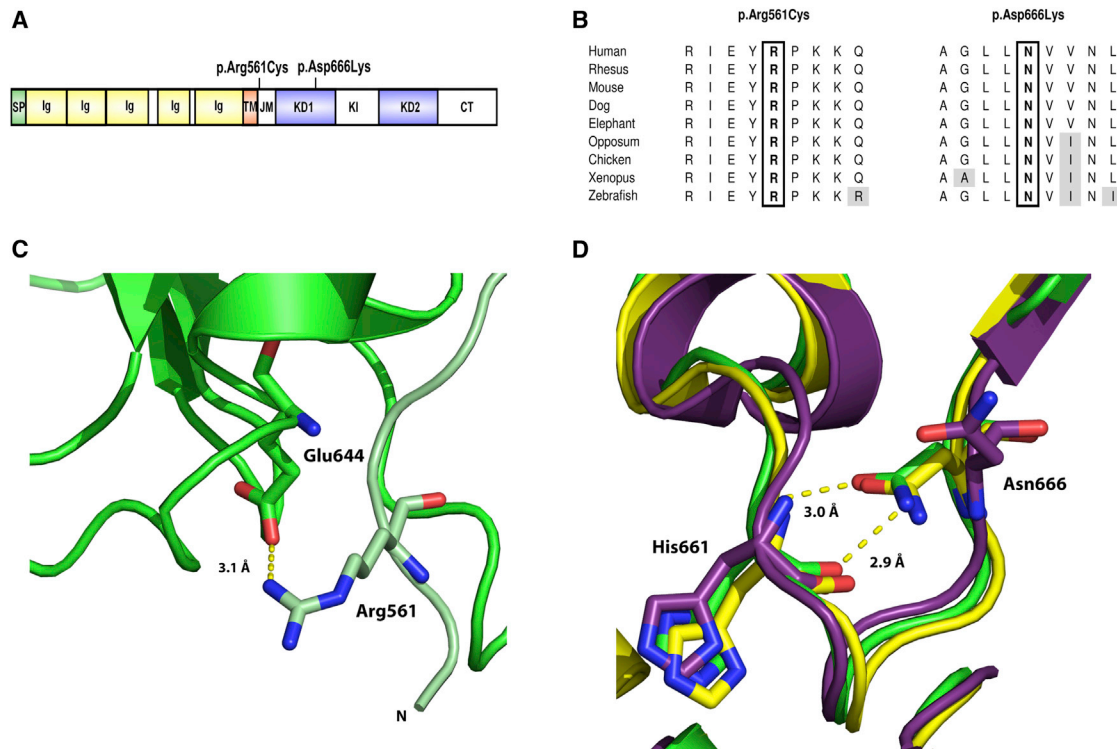 A
p.Arg561Cys
p.Asp666Lys
SP Ig Ig Ig Ig Ig TM JM KD1 KI KD2 CT
B
p.Arg561Cys p.Asp666Lys
Human R I E Y R P K K Q A G L L N V V N L
Rhesus R I E Y R P K K Q A G L L N V V N L
Mouse R I E Y R P K K Q A G L L N V V N L
Dog R I E Y R P K K Q A G L L N V V N L
Elephant R I E Y R P K K Q A G L L N V V N L
Opposum R I E Y R P K K Q A G L L N V I N L
Chicken R I E Y R P K K Q A G L L N V I N L
Xenopus R I E Y R P K K Q A A L L N V I N L
Zebrafish R I E Y R P K K R A G L L N V I N I
C
Glu644
3.1 Å
Arg561
N
D
Asn666
3.0 Å
His661
2.9 Å